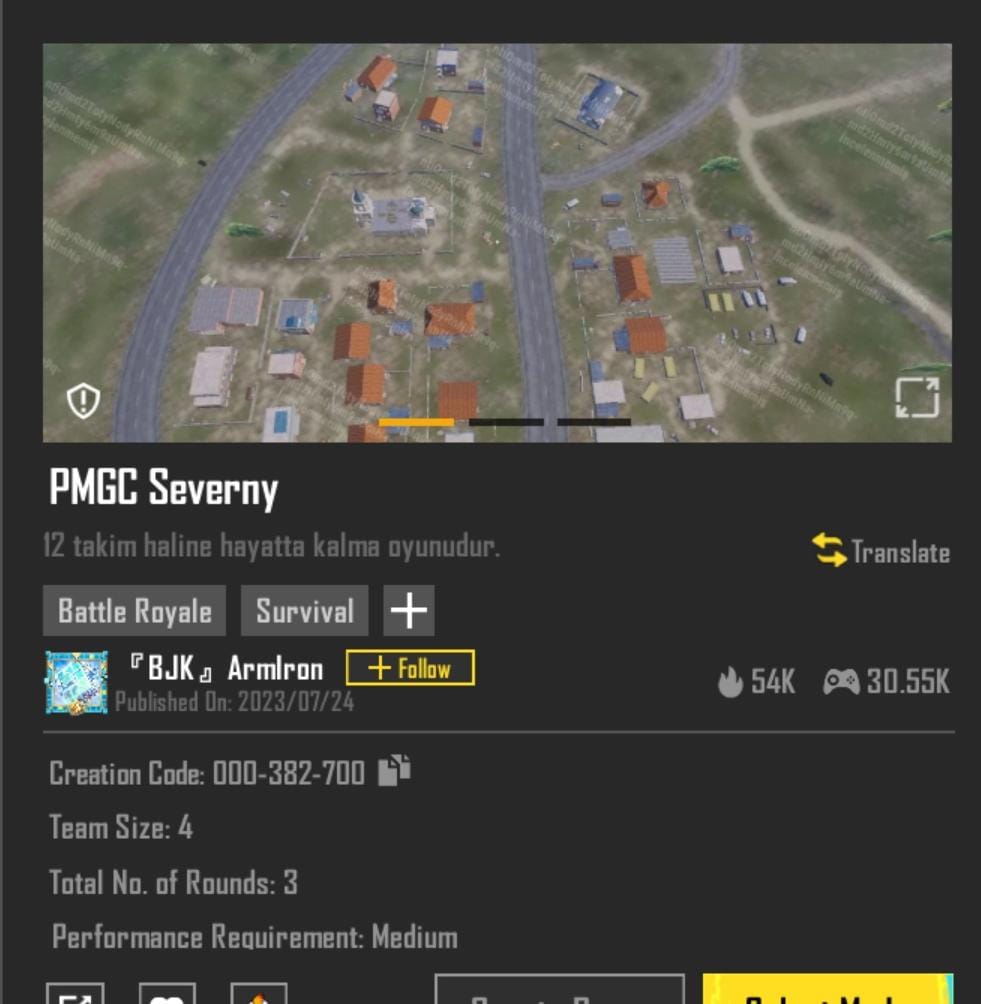 PMGC Severny
12 takim haline hayatta kalma oyunudur.
Translate
Battle Royale
Survival
『BJK』 ArmIron
Follow
Published On: 2023/07/24
54K
30.55K
Creation Code: 000-382-700
Team Size: 4
Total No. of Rounds: 3
Performance Requirement: Medium